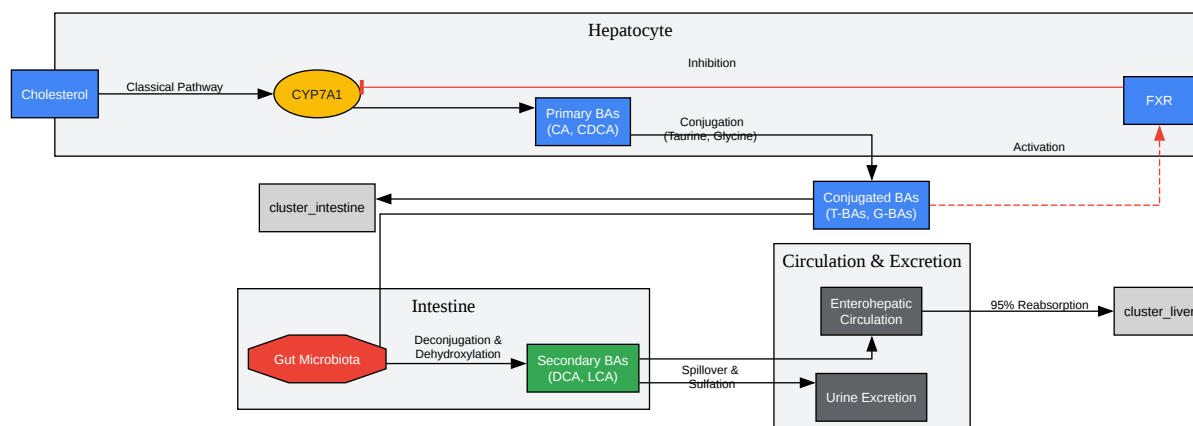 Hepatocyte
Cholesterol
Classical Pathway
CYP7A1
Inhibition
FXR
Primary BAs
(CA, CDCA)
Conjugation
(Taurine, Glycine)
Activation
cluster_intestine
Conjugated BAs
(T-BAs, G-BAs)
Circulation & Excretion
Enterohepatic
Circulation
95% Reabsorption
cluster_liver
Intestine
Gut Microbiota
Deconjugation &
Dehydroxylation
Secondary BAs
(DCA, LCA)
Spillover &
Sulfation
Urine Excretion